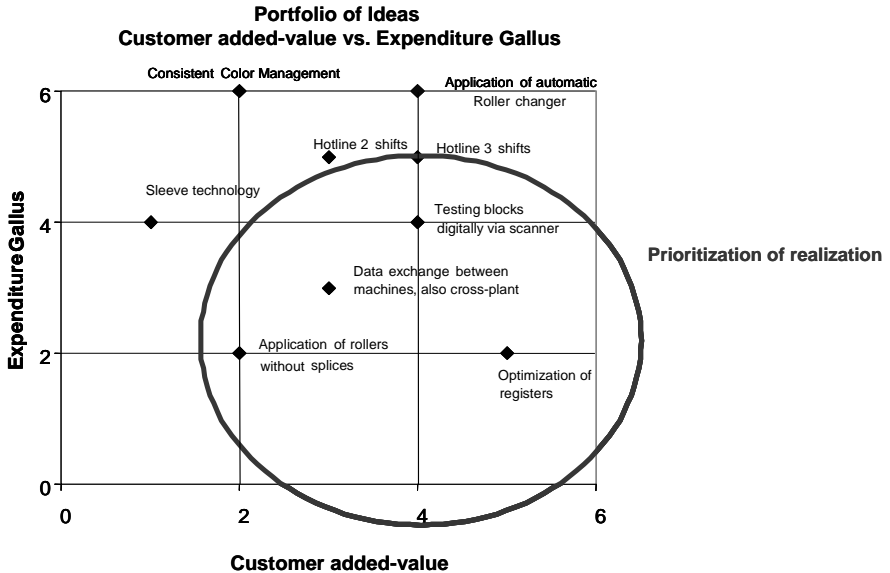 Portfolio of Ideas
Customer added-value vs. Expenditure Gallus
Consistent Color Management
Application of automatic
Roller changer
6
Hotline 2 shifts
Hotline 3 shifts
Sleeve technology
Testing blocks
digitally via scanner
4
Prioritization of realization
Data exchange between
machines, also cross-plant
Expenditure Gallus
Application of rollers
without splices
2
Optimization of
registers
0
0 2 4 6
Customer added-value